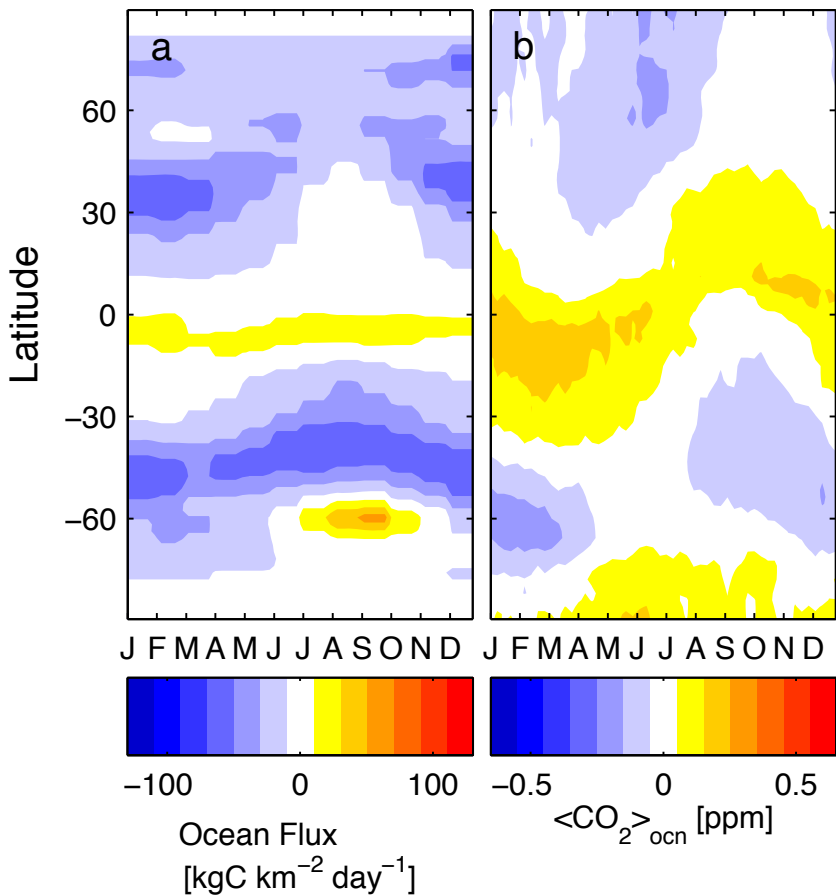 a
b
60
30
0
−30
−60
Latitude
J F M A M J J A S O N D
J F M A M J J A S O N D
−100 0 100
−0.5 0 0.5
Ocean Flux
[kgC km−2 day−1]
<CO2>ocn [ppm]